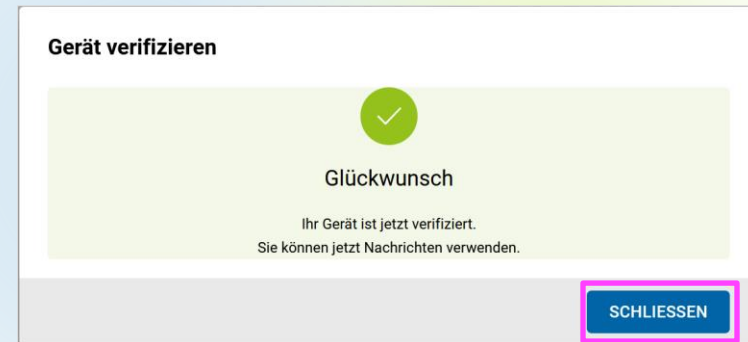 Gerät verifizieren
Glückwunsch
Ihr Gerät ist jetzt verifiziert.
Sie können jetzt Nachrichten verwenden.
SCHLIESSEN